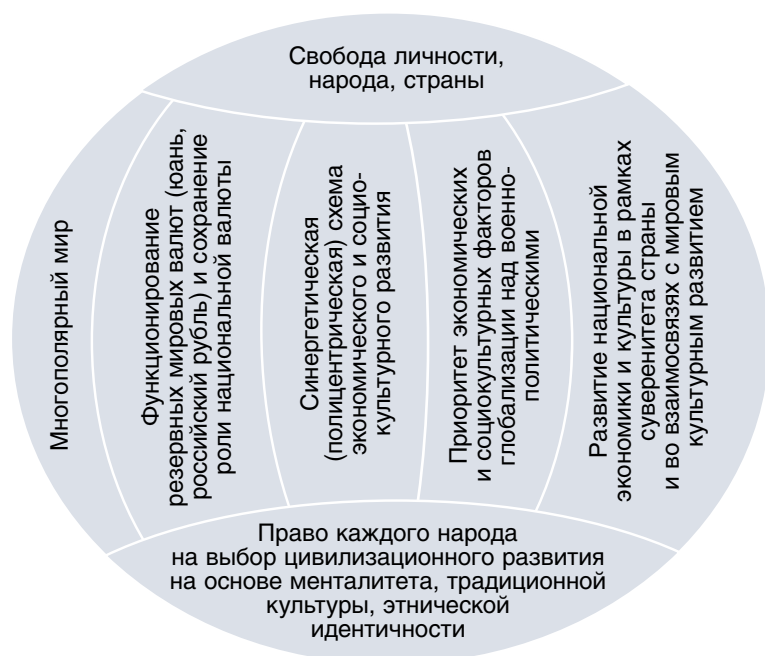 Свобода личности,
народа, страны
Многополярный мир
Функционирование
резервных мировых валют (юань,
российский рубль) и сохранение
роли национальной валюты
Синергетическая
(полицентрическая) схема
экономического и социо-
культурного развития
Приоритет экономических
и социокультурных факторов
глобализации над военно-
политическими
Развитие национальной
экономики и культуры в рамках
суверенитета страны
и во взаимосвязях с мировым
культурным развитием
Право каждого народа
на выбор цивилизационного развития
на основе менталитета, традиционной
культуры, этнической
идентичности